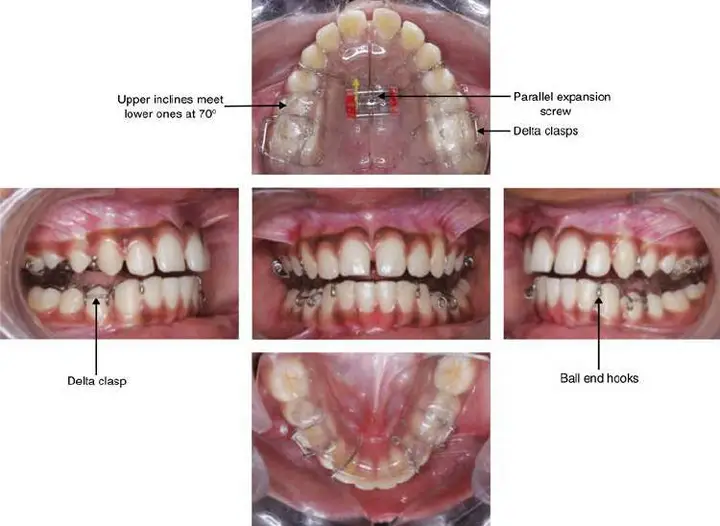 Upper inclines meet
lower ones at 70°
Parallel expansion
screw
Delta clasps
Delta clasp
Ball end hooks